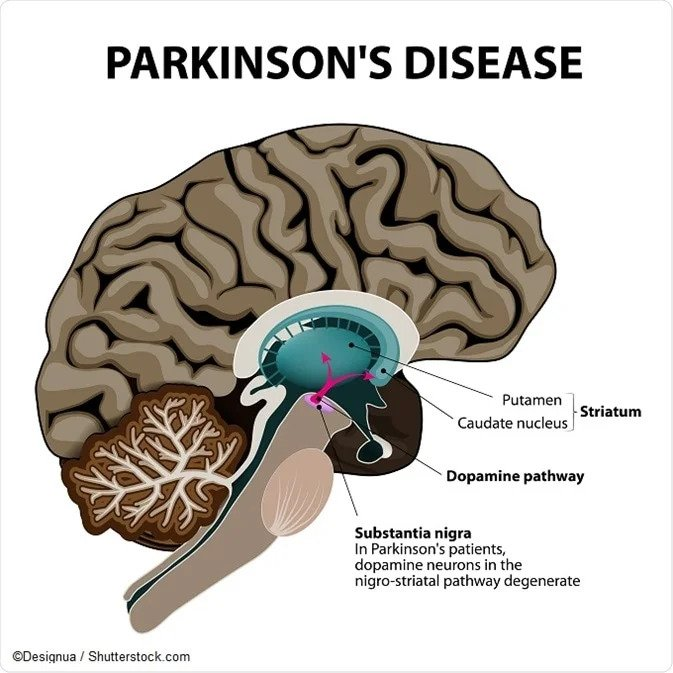 PARKINSON'S DISEASE
Putamen
Caudate nucleus
Striatum
Dopamine pathway
Substantia nigra
In Parkinson's patients,
dopamine neurons in the
nigro-striatal pathway degenerate
©Designua / Shutterstock.com